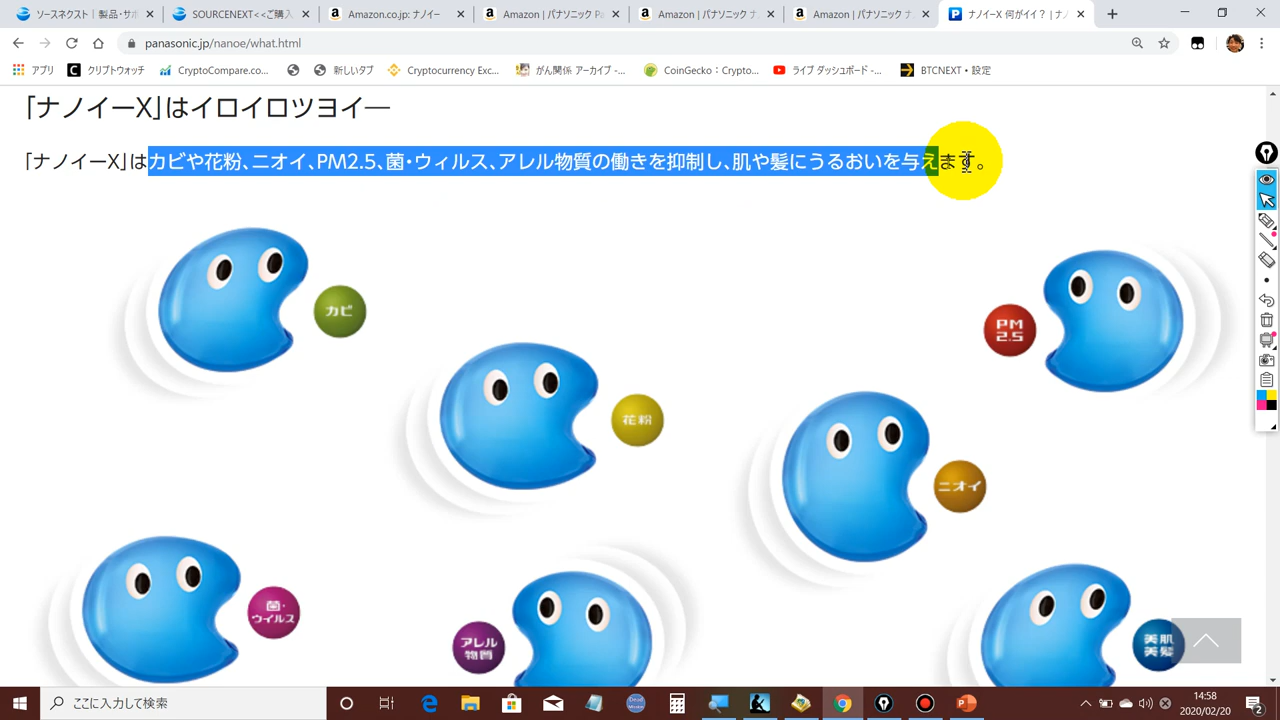 ソースネクスト | 製品・サポ
SOURCENEXT<<ご購入
Amazon.co.jp: ナノイー
Amazon | パナソニック Pa
Amazon | パナソニック ナ
Amazon | パナソニック ナ
ナノイーX 何がイイ？ | ナノ
panasonic.jp/nanoe/what.html
アプリ
クリプトウォッチ
CryptoCompare.co...
新しいタブ
Cryptocurrency Exc...
がん関係 アーカイブ -...
CoinGecko：Crypto...
ライブ ダッシュボード -...
BTCNEXT・設定
「ナノイーX」はイロイロツヨイ―
「ナノイーX」はカビや花粉、ニオイ、PM2.5、菌・ウィルス、アレル物質の働きを抑制し、肌や髪にうるおいを与えます。
カビ
PM
2.5
花粉
ニオイ
菌・
ウイルス
アレル
物質
美肌
美髪
ここに入力して検索
14:58
2020/02/20
2